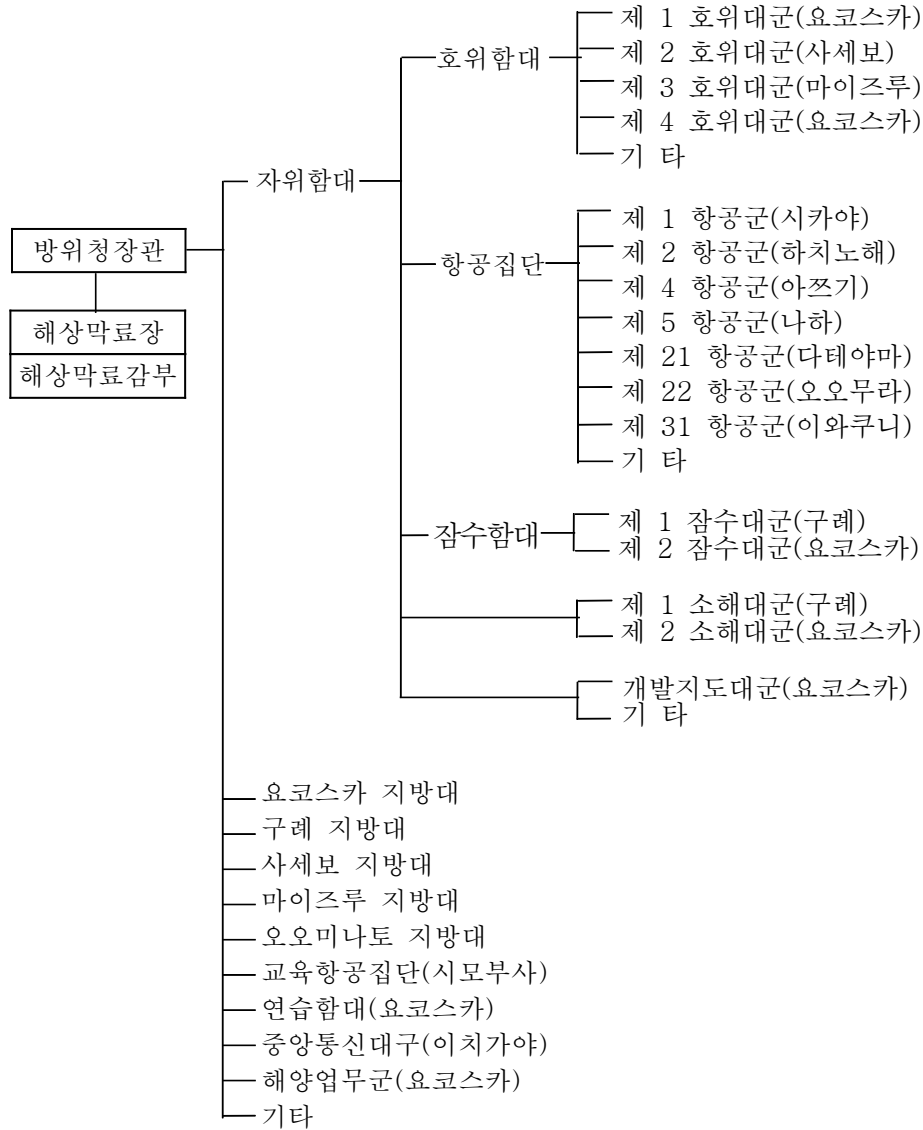 방위청장관
해상막료장
해상막료감부
자위함대
호위함대
제 1 호위대군(요코스카)
제 2 호위대군(사세보)
제 3 호위대군(마이즈루)
제 4 호위대군(요코스카)
기 타
항공집단
제 1 항공군(시카야)
제 2 항공군(하치노해)
제 4 항공군(아쯔기)
제 5 항공군(나하)
제 21 항공군(다테야마)
제 22 항공군(오오무라)
제 31 항공군(이와쿠니)
기 타
잠수함대
제 1 잠수대군(구례)
제 2 잠수대군(요코스카)
제 1 소해대군(구례)
제 2 소해대군(요코스카)
개발지도대군(요코스카)
기 타
요코스카 지방대
구례 지방대
사세보 지방대
마이즈루 지방대
오오미나토 지방대
교육항공집단(시모부사)
연습함대(요코스카)
중앙통신대구(이치가야)
해양업무군(요코스카)
기타